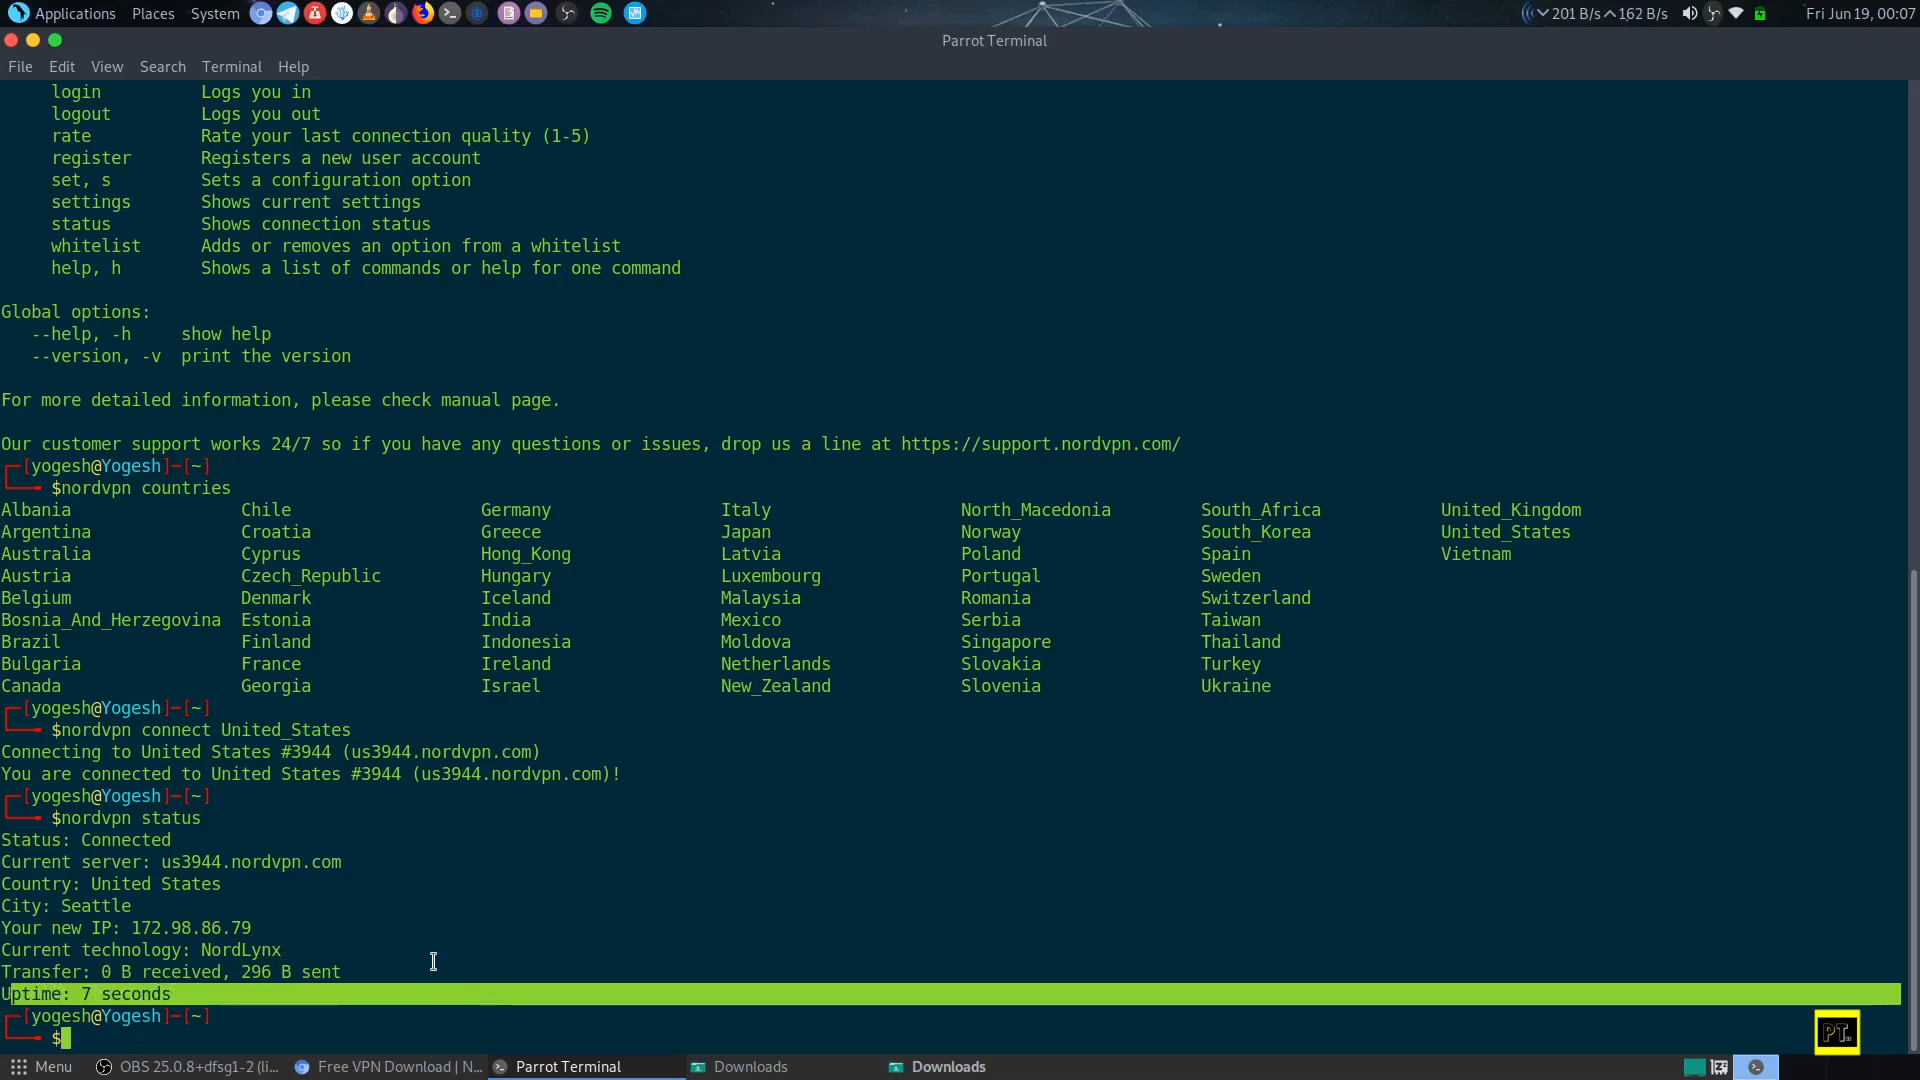 Applications Places System 201 B/s 162 B/s Fri Jun 19, 00:07
Parrot Terminal
File Edit View Search Terminal Help
login Logs you in
logout Logs you out
rate Rate your last connection quality (1-5)
register Registers a new user account
set, s Sets a configuration option
settings Shows current settings
status Shows connection status
whitelist Adds or removes an option from a whitelist
help, h Shows a list of commands or help for one command
Global options:
--help, -h show help
--version, -v print the version
For more detailed information, please check manual page.
Our customer support works 24/7 so if you have any questions or issues, drop us a line at https://support.nordvpn.com/
┌─[yogesh@Yogesh]─[~]
└──╼ $nordvpn countries
Albania Chile Germany Italy North_Macedonia South_Africa United_Kingdom
Argentina Croatia Greece Japan Norway South_Korea United_States
Australia Cyprus Hong_Kong Latvia Poland Spain Vietnam
Austria Czech_Republic Hungary Luxembourg Portugal Sweden
Belgium Denmark Iceland Malaysia Romania Switzerland
Bosnia_And_Herzegovina Estonia India Mexico Serbia Taiwan
Brazil Finland Indonesia Moldova Singapore Thailand
Bulgaria France Ireland Netherlands Slovakia Turkey
Canada Georgia Israel New_Zealand Slovenia Ukraine
┌─[yogesh@Yogesh]─[~]
└──╼ $nordvpn connect United_States
Connecting to United States #3944 (us3944.nordvpn.com)
You are connected to United States #3944 (us3944.nordvpn.com)!
┌─[yogesh@Yogesh]─[~]
└──╼ $nordvpn status
Status: Connected
Current server: us3944.nordvpn.com
Country: United States
City: Seattle
Your new IP: 172.98.86.79
Current technology: NordLynx
Transfer: 0 B received, 296 B sent
Uptime: 7 seconds
┌─[yogesh@Yogesh]─[~]
└──╼ $
PT
Menu OBS 25.0.8+dfsg1-2 (li... Free VPN Download | N... Parrot Terminal Downloads Downloads